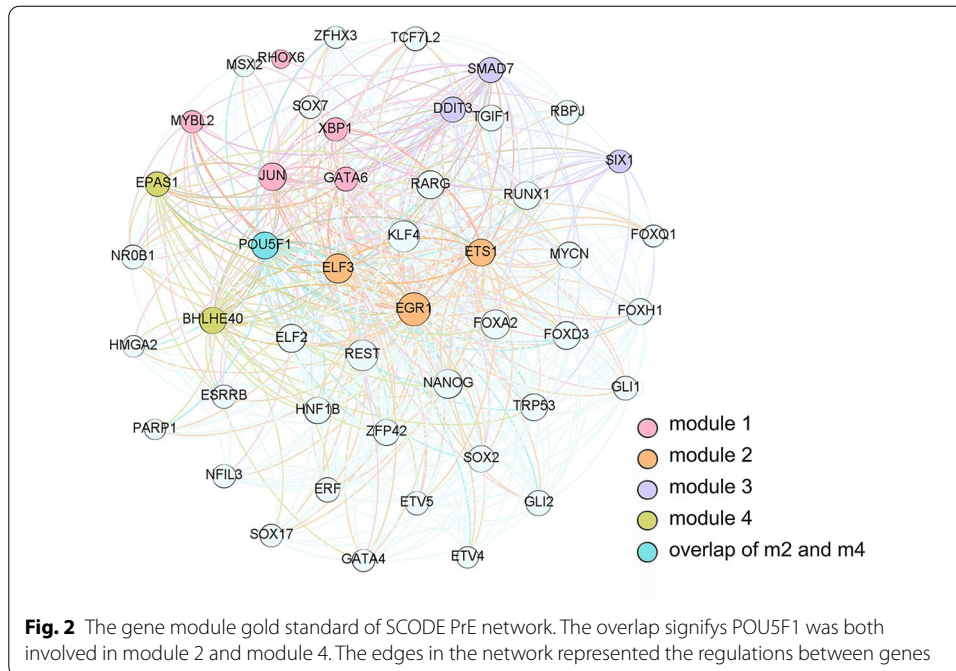 ZFHX3
TCF7L2
MSX2
RHOX6
SMAD7
SOX7
DDIT3
TGIF1
RBPJ
MYBL2
XBP1
SIX1
EPAS1
JUN
GATA6
RARG
RUNX1
KLF4
FOXQ1
POU5F1
NR0B1
ETS1
MYCN
ELF3
EGR1
FOXH1
BHLHE40
FOXA2
FOXD3
HMGA2
ELF2
REST
NANOG
GLI1
ESRRB
HNF1B
TRP53
PARP1
ZFP42
SOX2
NFIL3
ERF
ETV5
GLI2
SOX17
GATA4
ETV4
module 1
module 2
module 3
module 4
overlap of m2 and m4
Fig. 2 The gene module gold standard of SCODE PrE network. The overlap signifys POU5F1 was both
involved in module 2 and module 4. The edges in the network represented the regulations between genes